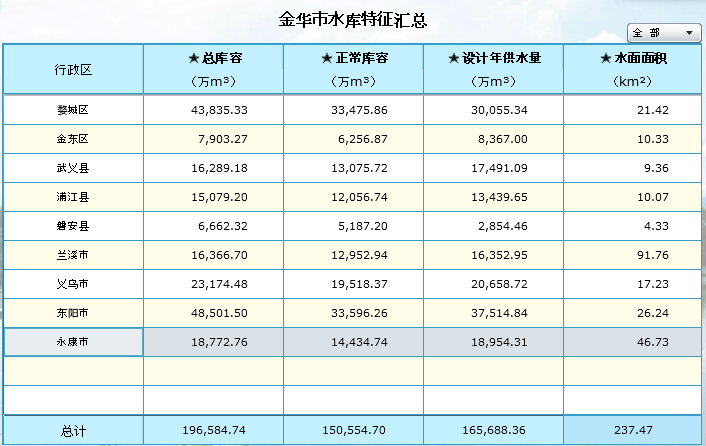 金华市水库特征汇总
全 部
行政区 ★总库容 ★正常库容 ★设计年供水量 ★水面面积
（万m³） （万m³） （万m³） （km²）
婺城区 43,835.33 33,475.86 30,055.34 21.42
金东区 7,903.27 6,256.87 8,367.00 10.33
武义县 16,289.18 13,075.72 17,491.09 9.36
浦江县 15,079.20 12,056.74 13,439.65 10.07
磐安县 6,662.32 5,187.20 2,854.46 4.33
兰溪市 16,366.70 12,952.94 16,352.95 91.76
义乌市 23,174.48 19,518.37 20,658.72 17.23
东阳市 48,501.50 33,596.26 37,514.84 26.24
永康市 18,772.76 14,434.74 18,954.31 46.73
总计 196,584.74 150,554.70 165,688.36 237.47